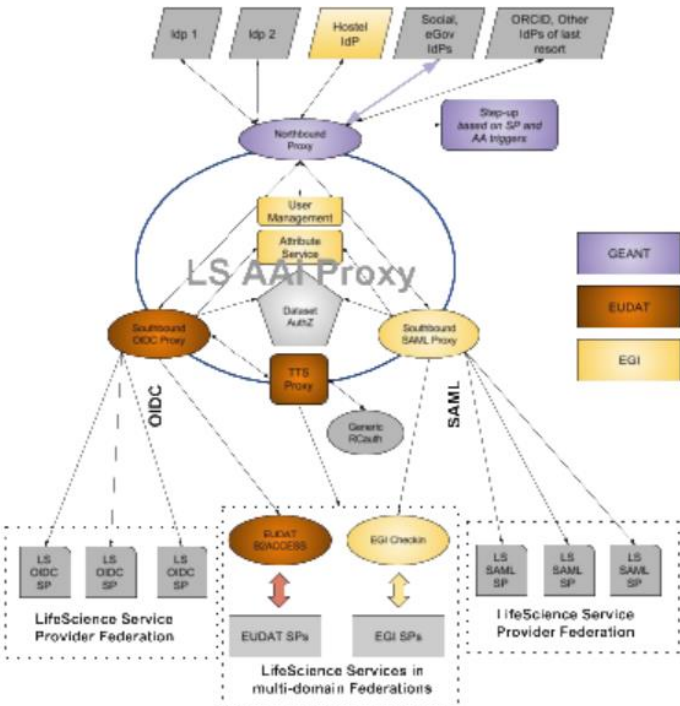 Idp 1
Idp 2
Hostel
IdP
Social,
eGov
IdPs
ORCID, Other
IdPs of last
resort
Northbound
Proxy
Step-up
based on SP and
AA triggers
User
Management
Attribute
Service
LS AAI Proxy
Dataset
AuthZ
GEANT
EUDAT
EGI
Southbound
OIDC Proxy
Southbound
SAML Proxy
TTS
Proxy
OIDC
SAML
Generic
RCauth
EUDAT
B2ACCESS
EGI Checkin
LS
OIDC
SP
LS
OIDC
SP
LS
OIDC
SP
LS
SAML
SP
LS
SAML
SP
LS
SAML
SP
LifeScience Service
Provider Federation
EUDAT SPs
EGI SPs
LifeScience Service
Provider Federation
LifeScience Services in
multi-domain Federations